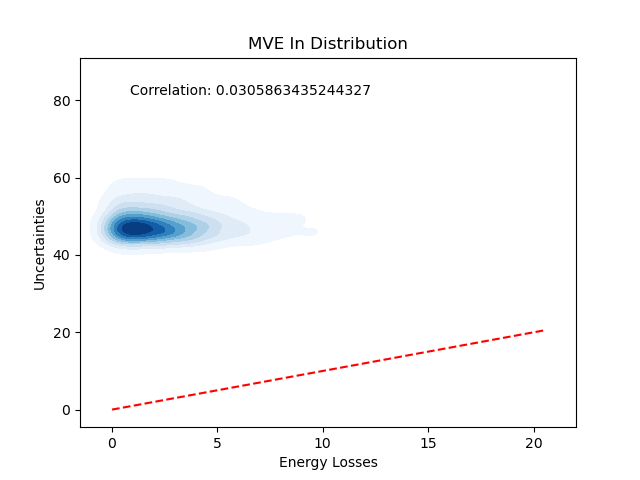 MVE In Distribution
Correlation: 0.0305863435244327
80
60
40
20
0
Uncertainties
0 5 10 15 20
Energy Losses